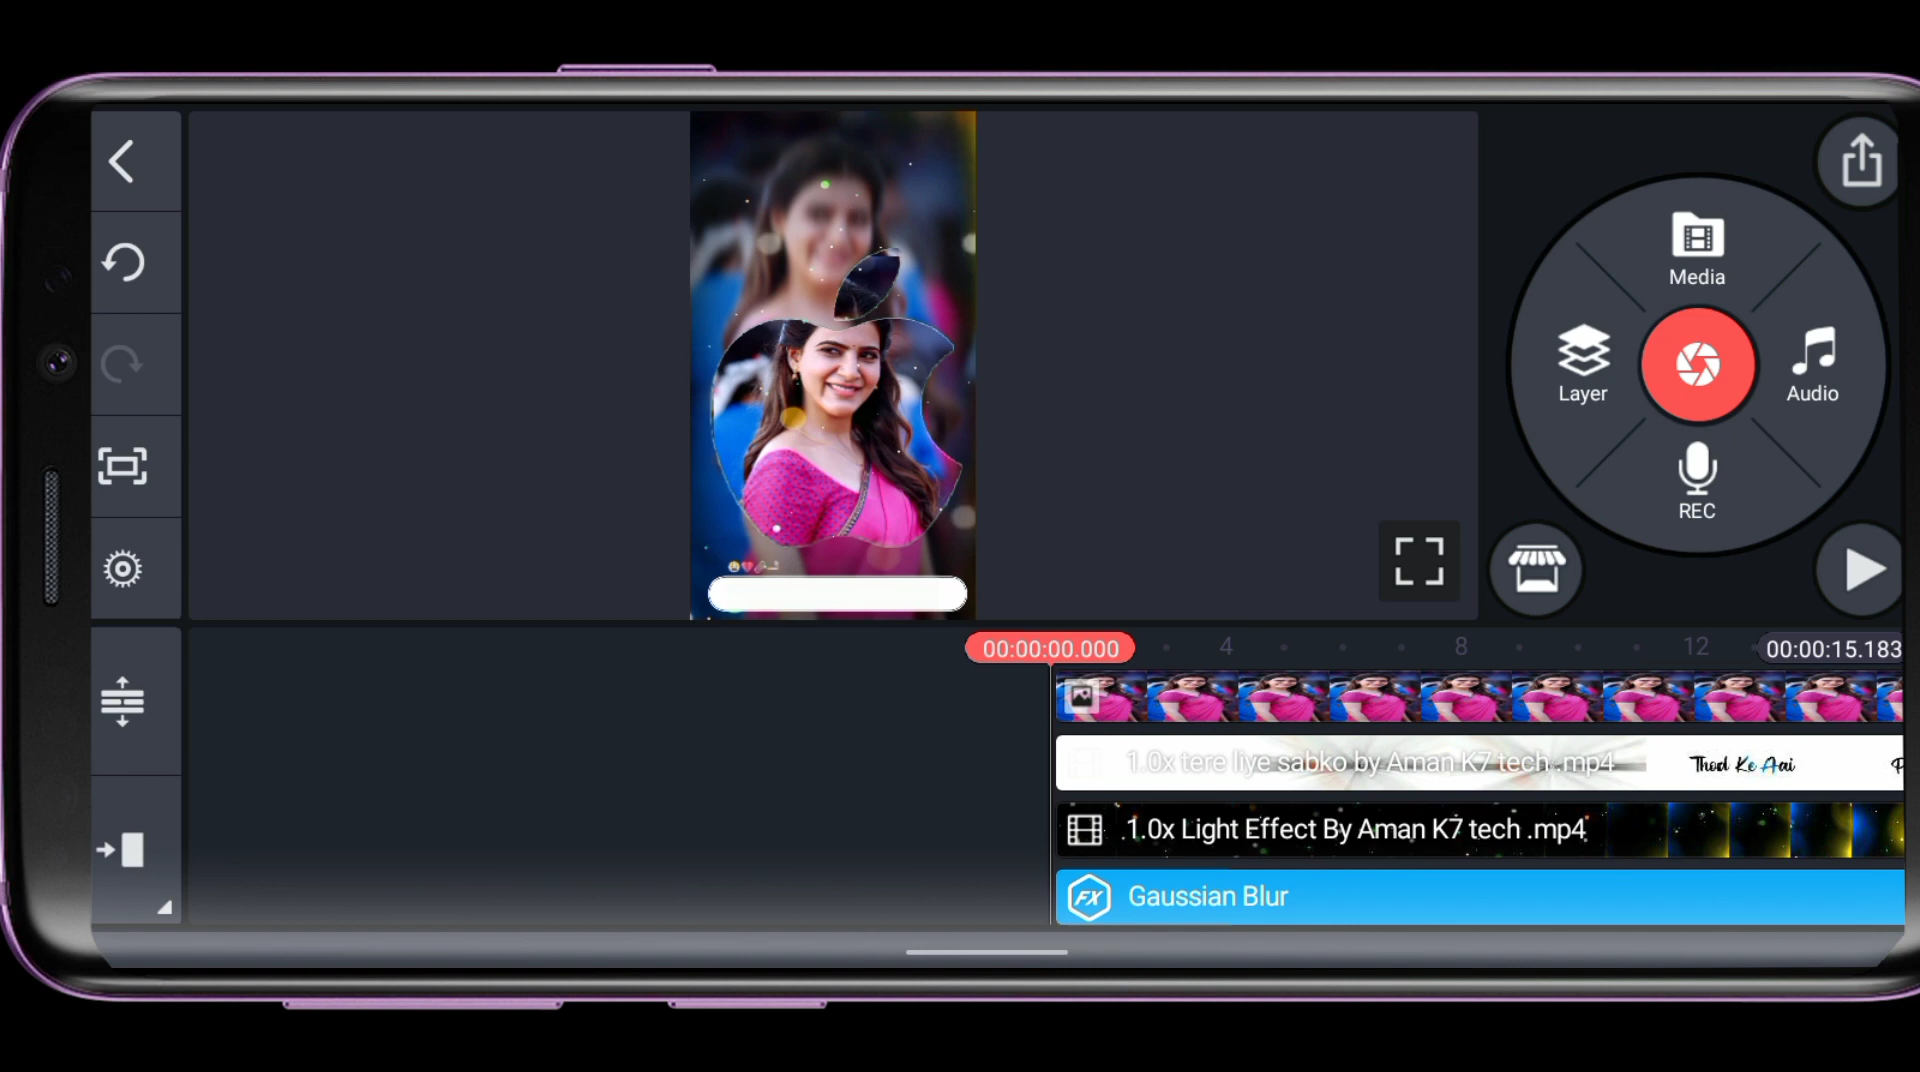 Media
Layer
Audio
REC
00:00:00.000
4
8
12
00:00:15.183
1.0x tere liye sabko by Aman K7 tech .mp4
Thod Ke Aai
1.0x Light Effect By Aman K7 tech .mp4
FX
Gaussian Blur